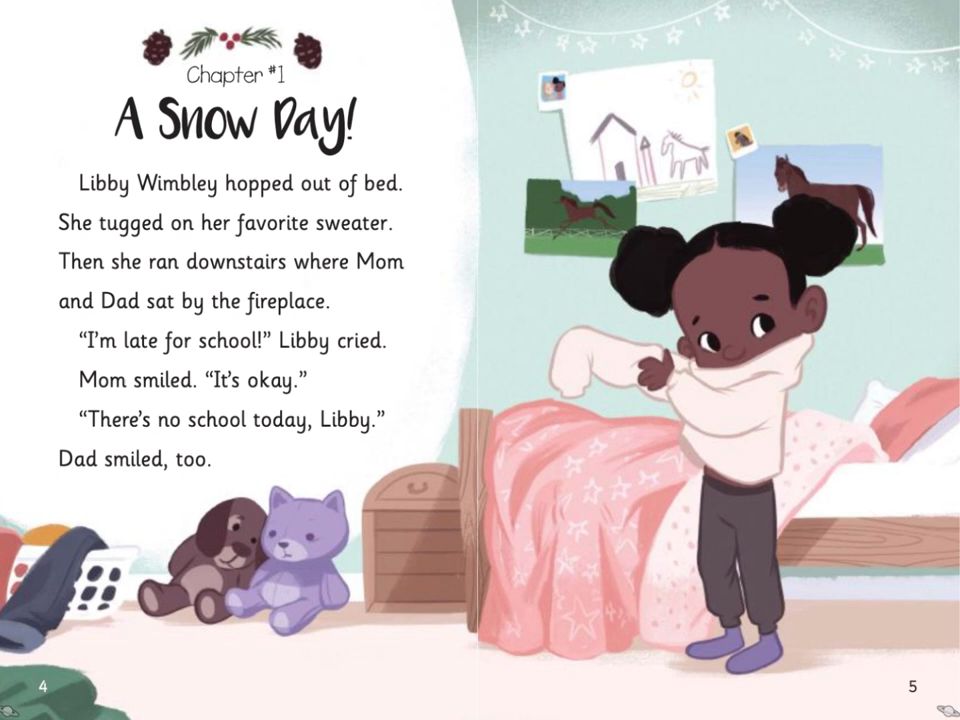 Chapter #1
A Snow Day!
Libby Wimbley hopped out of bed.
She tugged on her favorite sweater.
Then she ran downstairs where Mom
and Dad sat by the fireplace.
“I’m late for school!” Libby cried.
Mom smiled. “It’s okay.”
“There’s no school today, Libby.”
Dad smiled, too.
4
5